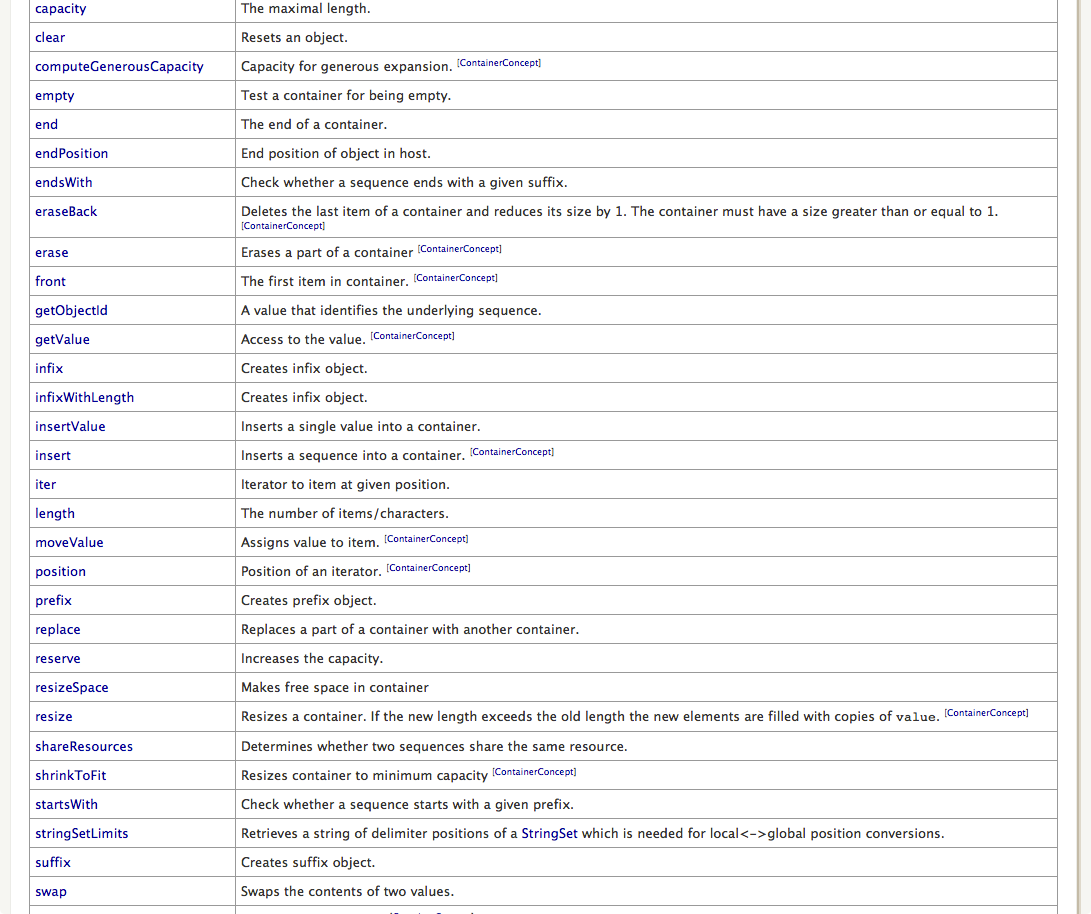 capacity The maximal length.
clear Resets an object.
computeGenerousCapacity Capacity for generous expansion. [ContainerConcept]
empty Test a container for being empty.
end The end of a container.
endPosition End position of object in host.
endsWith Check whether a sequence ends with a given suffix.
eraseBack Deletes the last item of a container and reduces its size by 1. The container must have a size greater than or equal to 1.
[ContainerConcept]
erase Erases a part of a container [ContainerConcept]
front The first item in container. [ContainerConcept]
getObjectId A value that identifies the underlying sequence.
getValue Access to the value. [ContainerConcept]
infix Creates infix object.
infixWithLength Creates infix object.
insertValue Inserts a single value into a container.
insert Inserts a sequence into a container. [ContainerConcept]
iter Iterator to item at given position.
length The number of items/characters.
moveValue Assigns value to item. [ContainerConcept]
position Position of an iterator. [ContainerConcept]
prefix Creates prefix object.
replace Replaces a part of a container with another container.
reserve Increases the capacity.
resizeSpace Makes free space in container
resize Resizes a container. If the new length exceeds the old length the new elements are filled with copies of value. [ContainerConcept]
shareResources Determines whether two sequences share the same resource.
shrinkToFit Resizes container to minimum capacity [ContainerConcept]
startsWith Check whether a sequence starts with a given prefix.
stringSetLimits Retrieves a string of delimiter positions of a StringSet which is needed for local<->global position conversions.
suffix Creates suffix object.
swap Swaps the contents of two values.